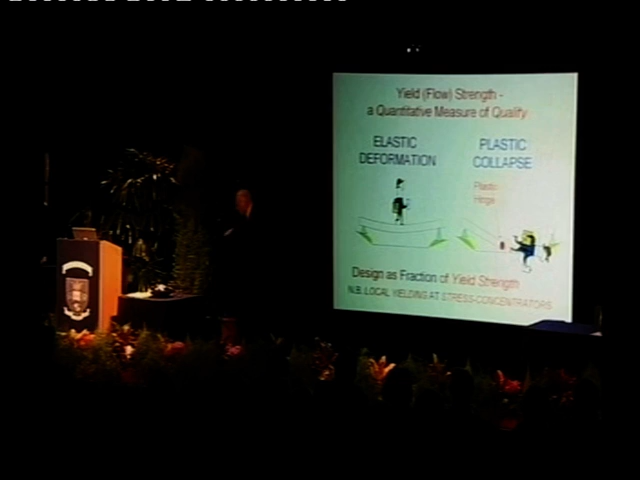 Yield (Flow) Strength -
a Quantitative Measure of Quality
ELASTIC
DEFORMATION
PLASTIC
COLLAPSE
Plastic
Hinge
Design as Fraction of Yield Strength
N.B. LOCAL YIELDING AT STRESS-CONCENTRATORS